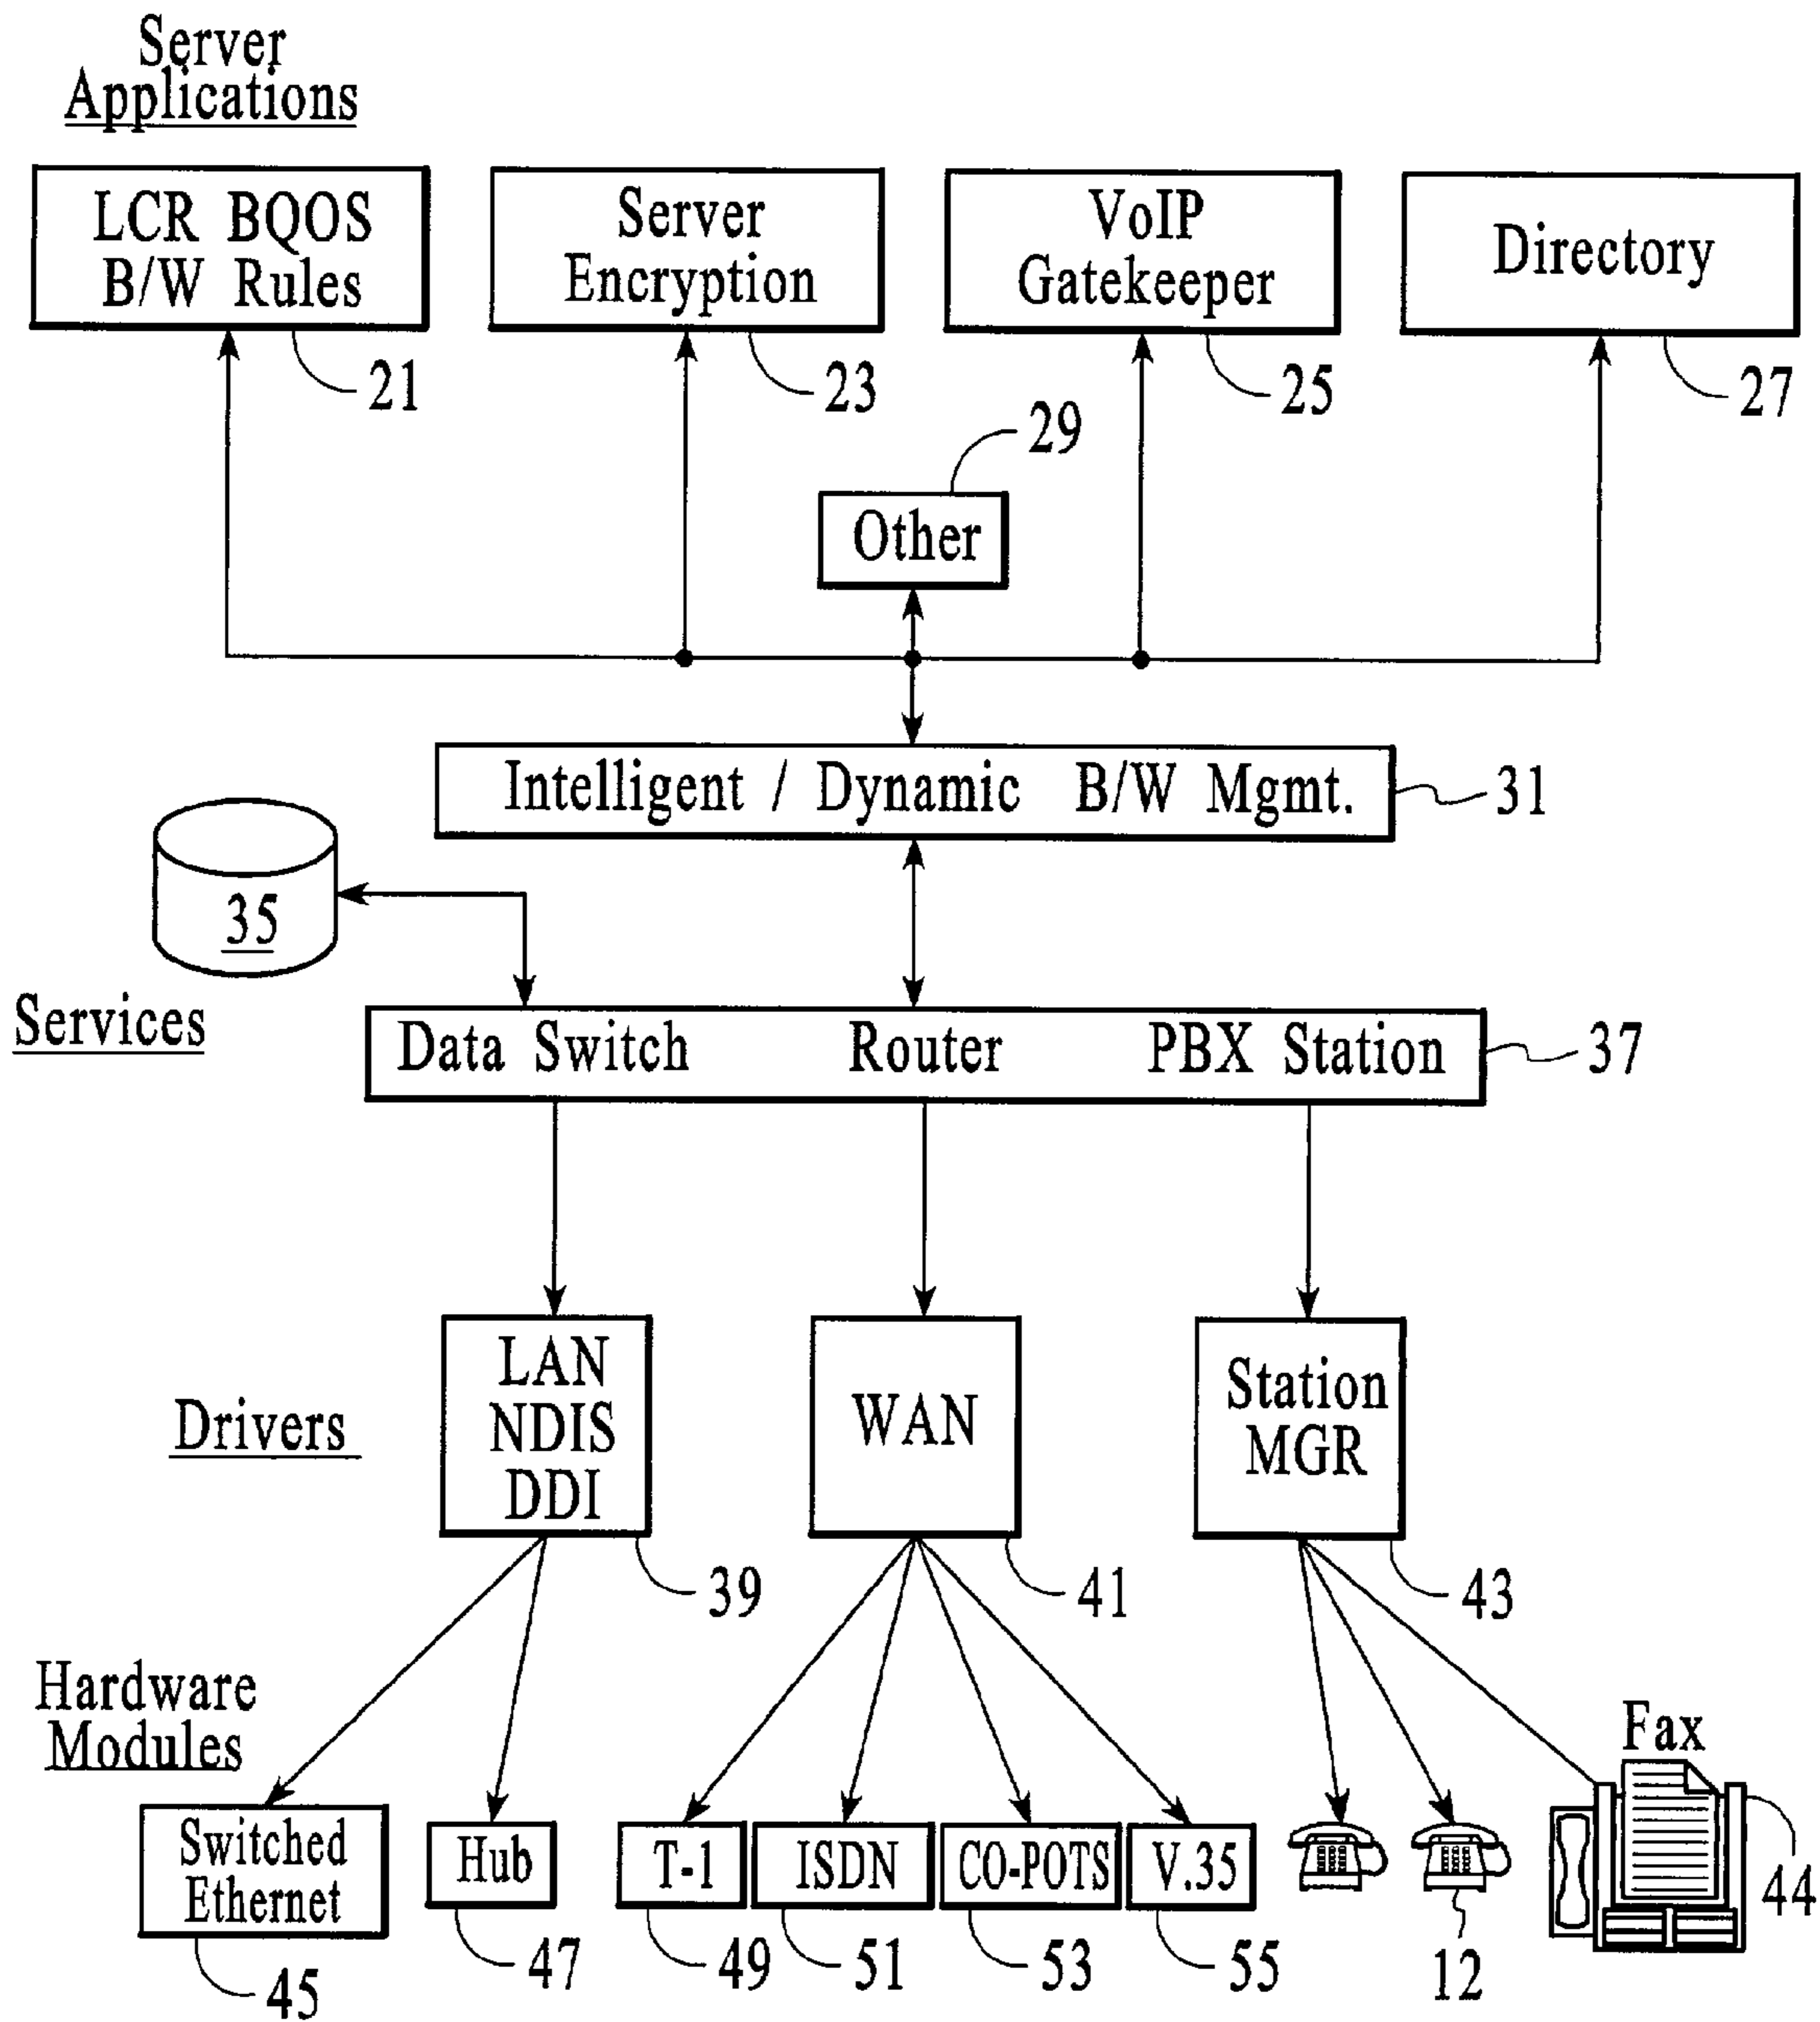 Server
Applications
LCR BQOS
B/W Rules
Server
Encryption
VoIP
Gatekeeper
Directory
21
23
25
27
29
Other
Intelligent / Dynamic B/W Mgmt.
31
35
Services
Data Switch Router PBX Station
37
Drivers
LAN
NDIS
DDI
WAN
Station
MGR
39
41
43
Hardware
Modules
Fax
Switched
Ethernet
Hub
T-1
ISDN
CO-POTS
V.35
44
45
47
49
51
53
55
12